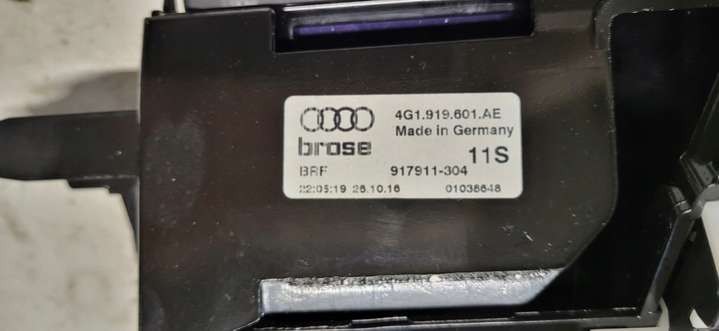 4G1.919.601.AE
Made in Germany
brose 11S
BRF 917911-304
22:05:19 26.10.16 01038648